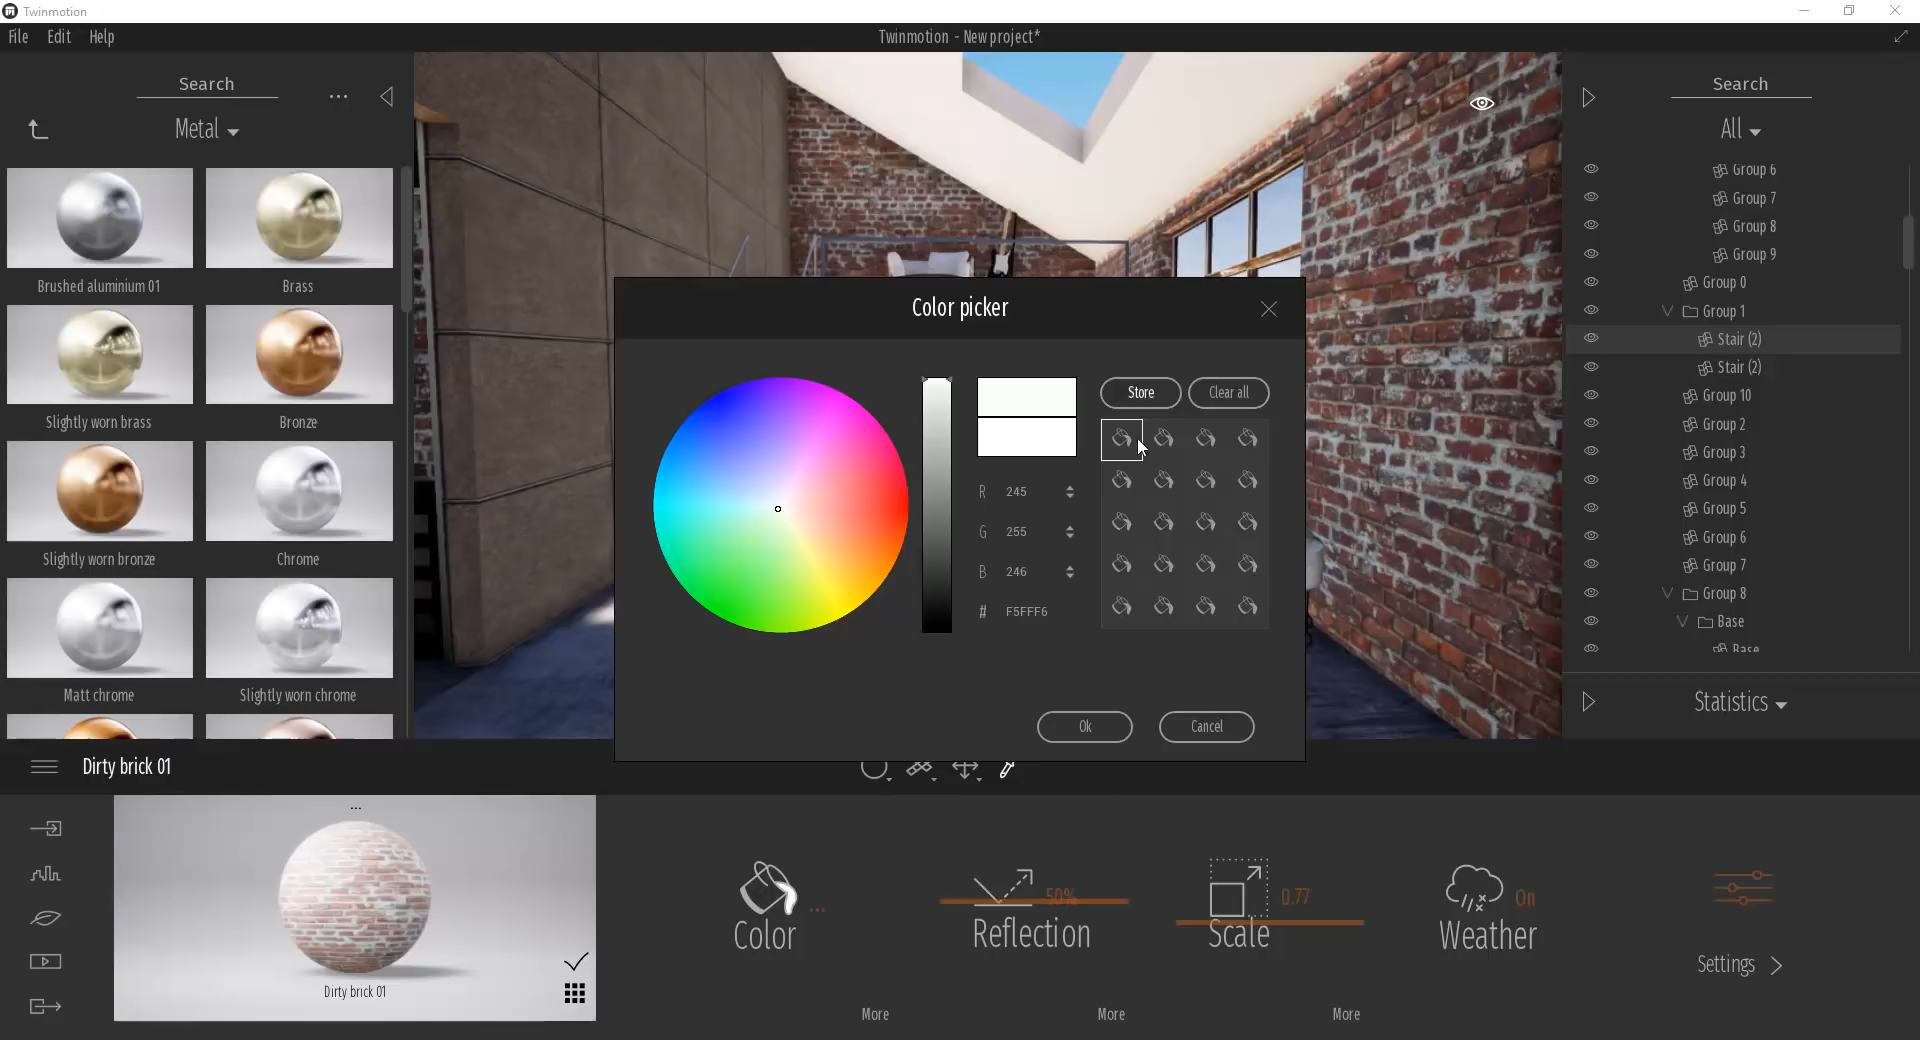 Twinmotion
File Edit Help
Twinmotion - New project*
Search
Metal
Brushed aluminium 01
Brass
Slightly worn brass
Bronze
Slightly worn bronze
Chrome
Matt chrome
Slightly worn chrome
Color picker
Store
Clear all
R 245
G 255
B 246
# F5FFF6
Ok
Cancel
Search
All
Group 6
Group 7
Group 8
Group 9
Group 0
Group 1
Stair (2)
Stair (2)
Group 10
Group 2
Group 3
Group 4
Group 5
Group 6
Group 7
Group 8
Base
Base
Statistics
Dirty brick 01
...
Dirty brick 01
Color ...
50%
Reflection
0.77
Scale
On
Weather
Settings
More
More
More